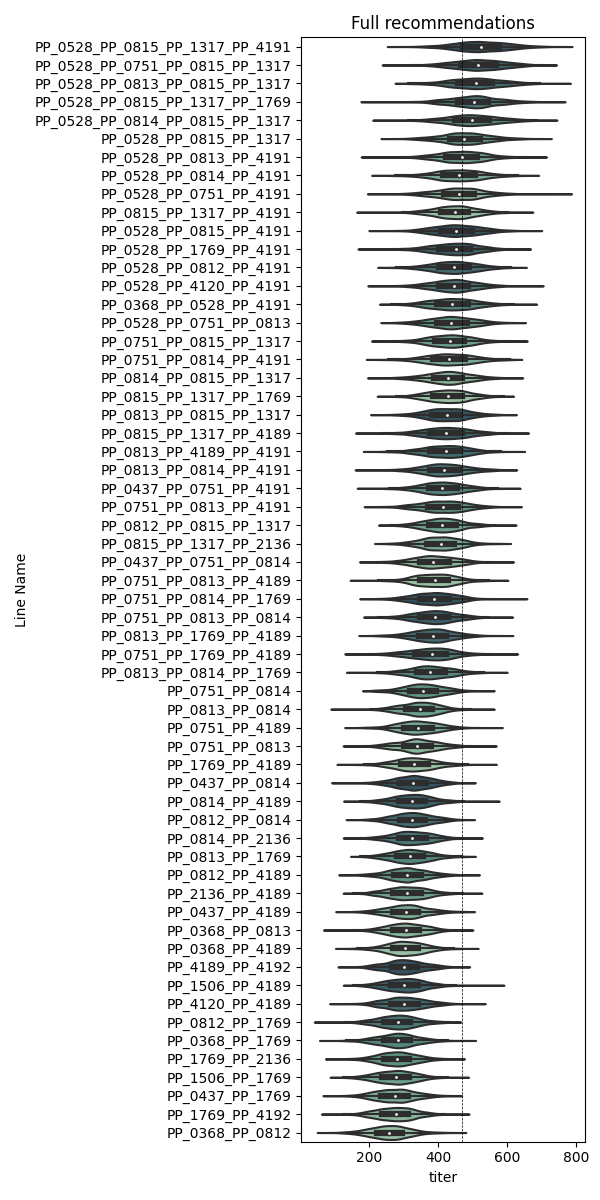 Full recommendations
PP_0528_PP_0815_PP_1317_PP_4191
PP_0528_PP_0751_PP_0815_PP_1317
PP_0528_PP_0813_PP_0815_PP_1317
PP_0528_PP_0815_PP_1317_PP_1769
PP_0528_PP_0814_PP_0815_PP_1317
PP_0528_PP_0815_PP_1317
PP_0528_PP_0813_PP_4191
PP_0528_PP_0814_PP_4191
PP_0528_PP_0751_PP_4191
PP_0815_PP_1317_PP_4191
PP_0528_PP_0815_PP_4191
PP_0528_PP_1769_PP_4191
PP_0528_PP_0812_PP_4191
PP_0528_PP_4120_PP_4191
PP_0368_PP_0528_PP_4191
PP_0528_PP_0751_PP_0813
PP_0751_PP_0815_PP_1317
PP_0751_PP_0814_PP_4191
PP_0814_PP_0815_PP_1317
PP_0815_PP_1317_PP_1769
PP_0813_PP_0815_PP_1317
PP_0815_PP_1317_PP_4189
PP_0813_PP_4189_PP_4191
PP_0813_PP_0814_PP_4191
PP_0437_PP_0751_PP_4191
PP_0751_PP_0813_PP_4191
PP_0812_PP_0815_PP_1317
PP_0815_PP_1317_PP_2136
PP_0437_PP_0751_PP_0814
PP_0751_PP_0813_PP_4189
PP_0751_PP_0814_PP_1769
PP_0751_PP_0813_PP_0814
PP_0813_PP_1769_PP_4189
PP_0751_PP_1769_PP_4189
PP_0813_PP_0814_PP_1769
PP_0751_PP_0814
PP_0813_PP_0814
PP_0751_PP_4189
PP_0751_PP_0813
PP_1769_PP_4189
PP_0437_PP_0814
PP_0814_PP_4189
PP_0812_PP_0814
PP_0814_PP_2136
PP_0813_PP_1769
PP_0812_PP_4189
PP_2136_PP_4189
PP_0437_PP_4189
PP_0368_PP_0813
PP_0368_PP_4189
PP_4189_PP_4192
PP_1506_PP_4189
PP_4120_PP_4189
PP_0812_PP_1769
PP_0368_PP_1769
PP_1769_PP_2136
PP_1506_PP_1769
PP_0437_PP_1769
PP_1769_PP_4192
PP_0368_PP_0812
Line Name
200 400 600 800
titer